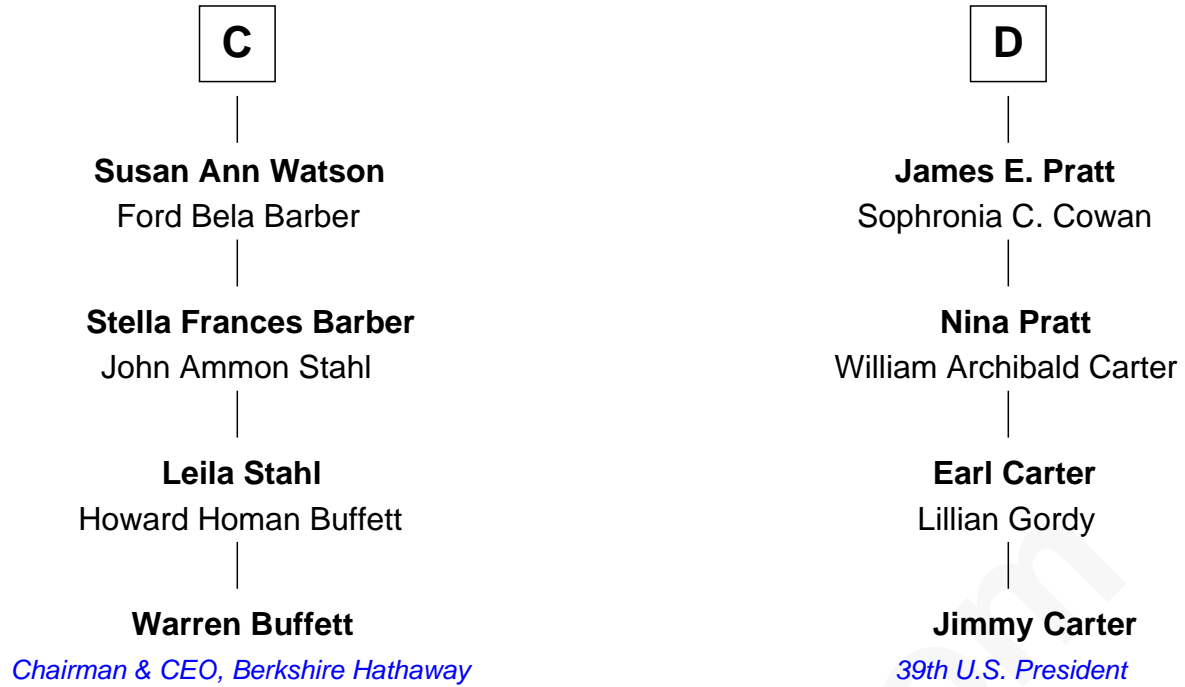 C
Susan Ann Watson
Ford Bela Barber
Stella Frances Barber
John Ammon Stahl
Leila Stahl
Howard Homan Buffett
Warren Buffett
Chairman & CEO, Berkshire Hathaway
D
James E. Pratt
Sophronia C. Cowan
Nina Pratt
William Archibald Carter
Earl Carter
Lillian Gordy
Jimmy Carter
39th U.S. President